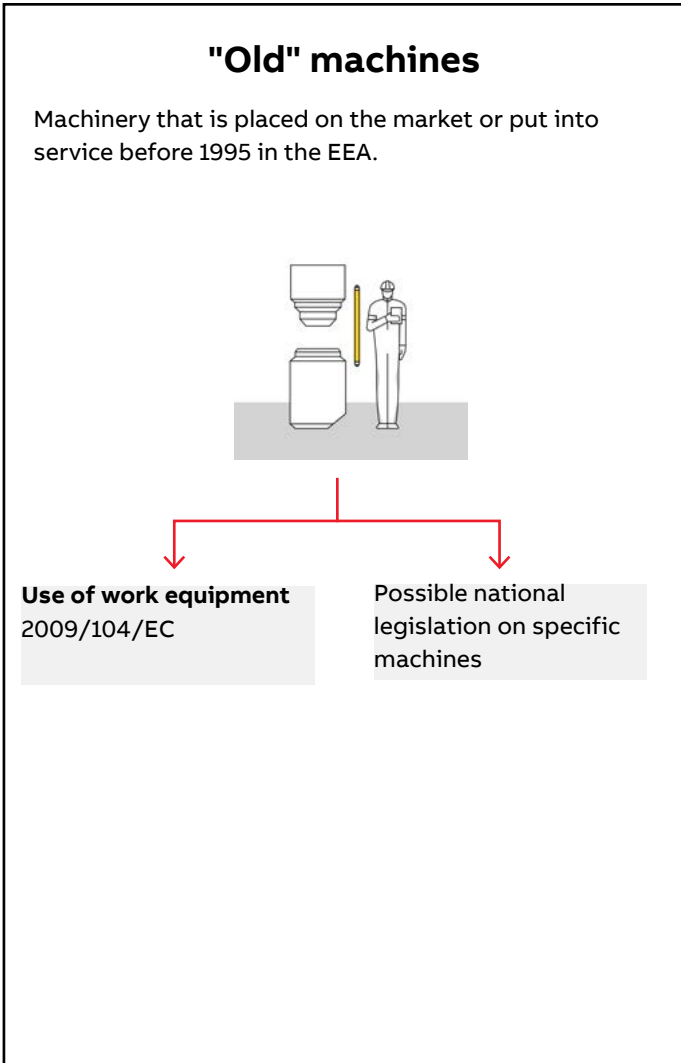 "Old" machines
Machinery that is placed on the market or put into
service before 1995 in the EEA.
Use of work equipment
2009/104/EC
Possible national
legislation on specific
machines